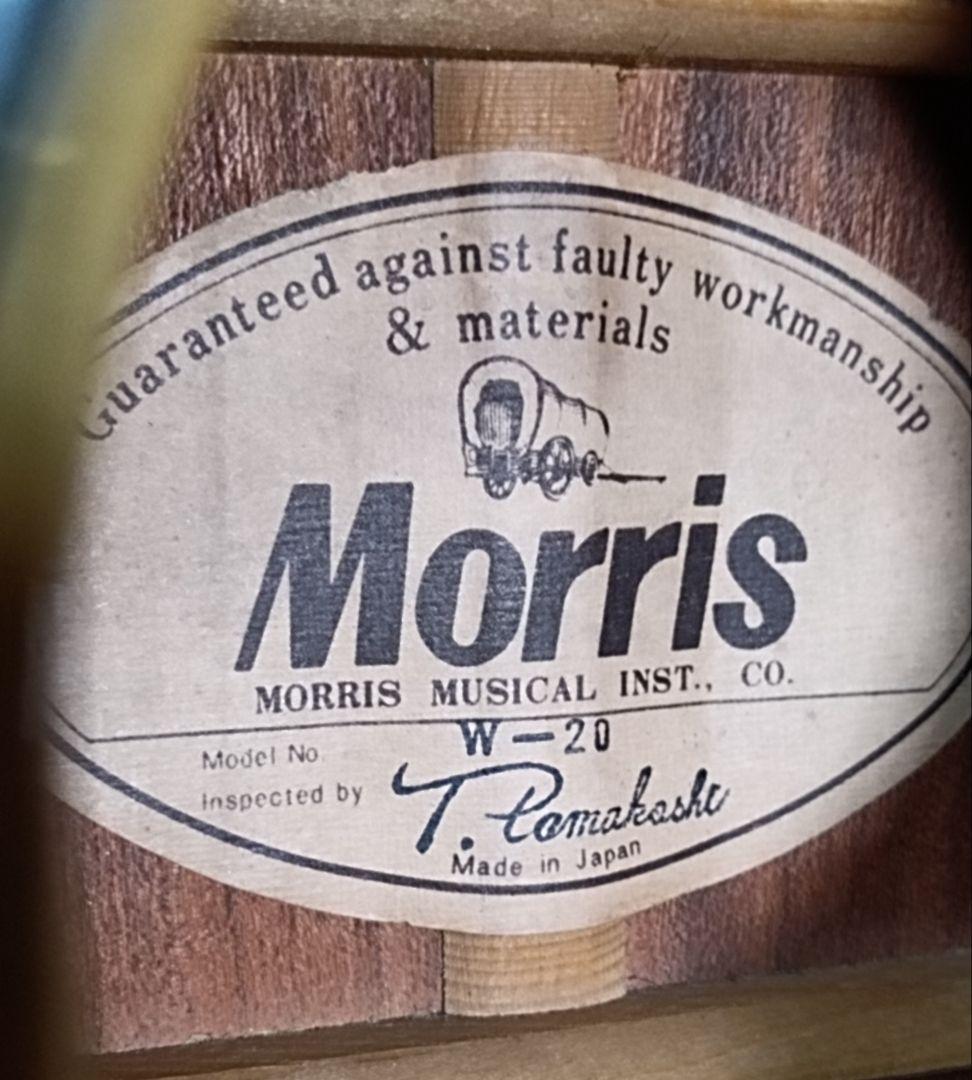 Guaranteed against faulty workmanship
& materials
Morris
MORRIS MUSICAL INST., CO.
Model No. W-20
Inspected by T.
Made in Japan